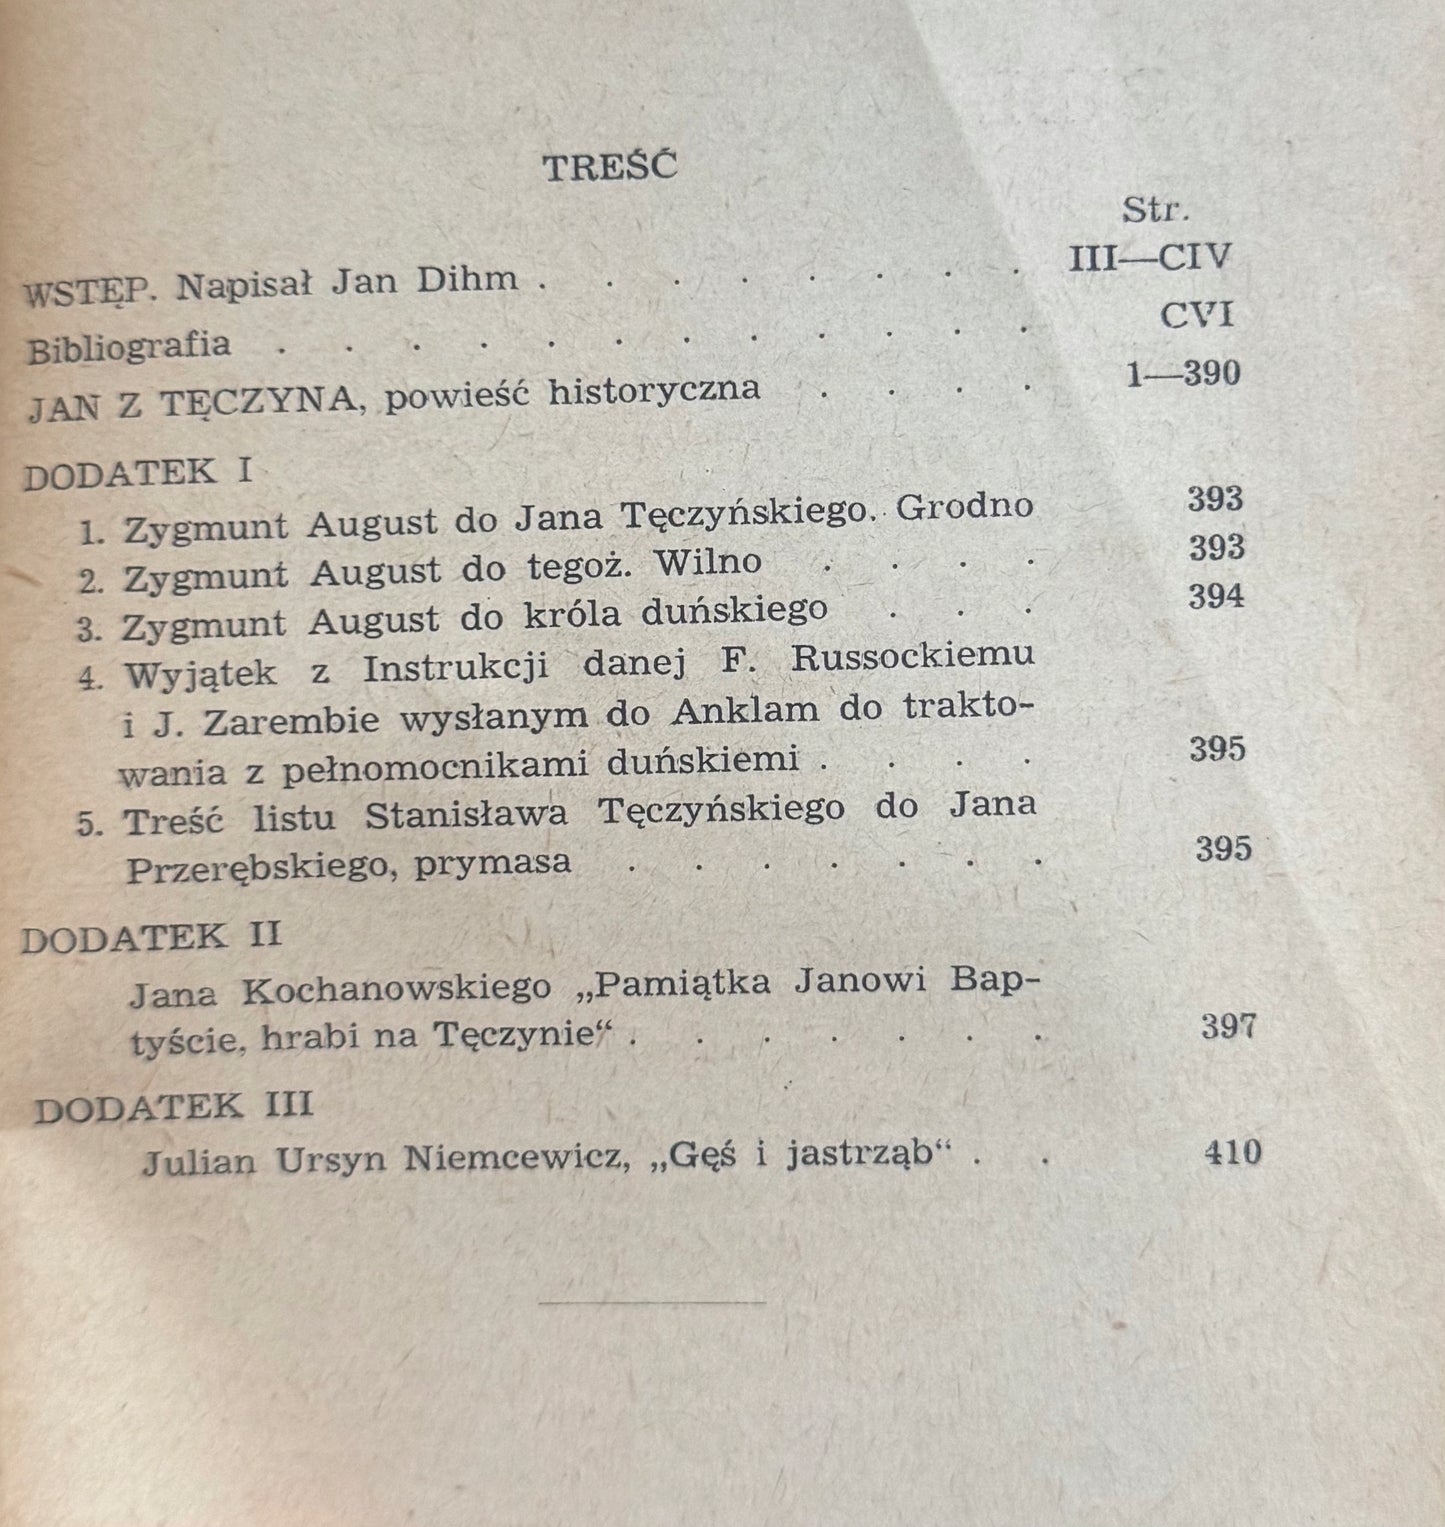 TREŚĆ
Str.
WSTĘP. Napisał Jan Dihm . . . . . . . . III—CIV
Bibliografia . . . . . . . . . . . . CVI
JAN Z TĘCZYNA, powieść historyczna . . . . 1—390
DODATEK I
1. Zygmunt August do Jana Tęczyńskiego. Grodno 393
2. Zygmunt August do tegoż. Wilno . . . . 393
3. Zygmunt August do króla duńskiego . . . 394
4. Wyjątek z Instrukcji danej F. Russockiemu
i J. Zarembie wysłanym do Anklam do trakto-
wania z pełnomocnikami duńskiemi . . . . 395
5. Treść listu Stanisława Tęczyńskiego do Jana
Przerębskiego, prymasa . . . . . . . 395
DODATEK II
Jana Kochanowskiego „Pamiątka Janowi Bap-
tyście, hrabi na Tęczynie“ . . . . . . . 397
DODATEK III
Julian Ursyn Niemcewicz, „Gęś i jastrząb“ . . 410